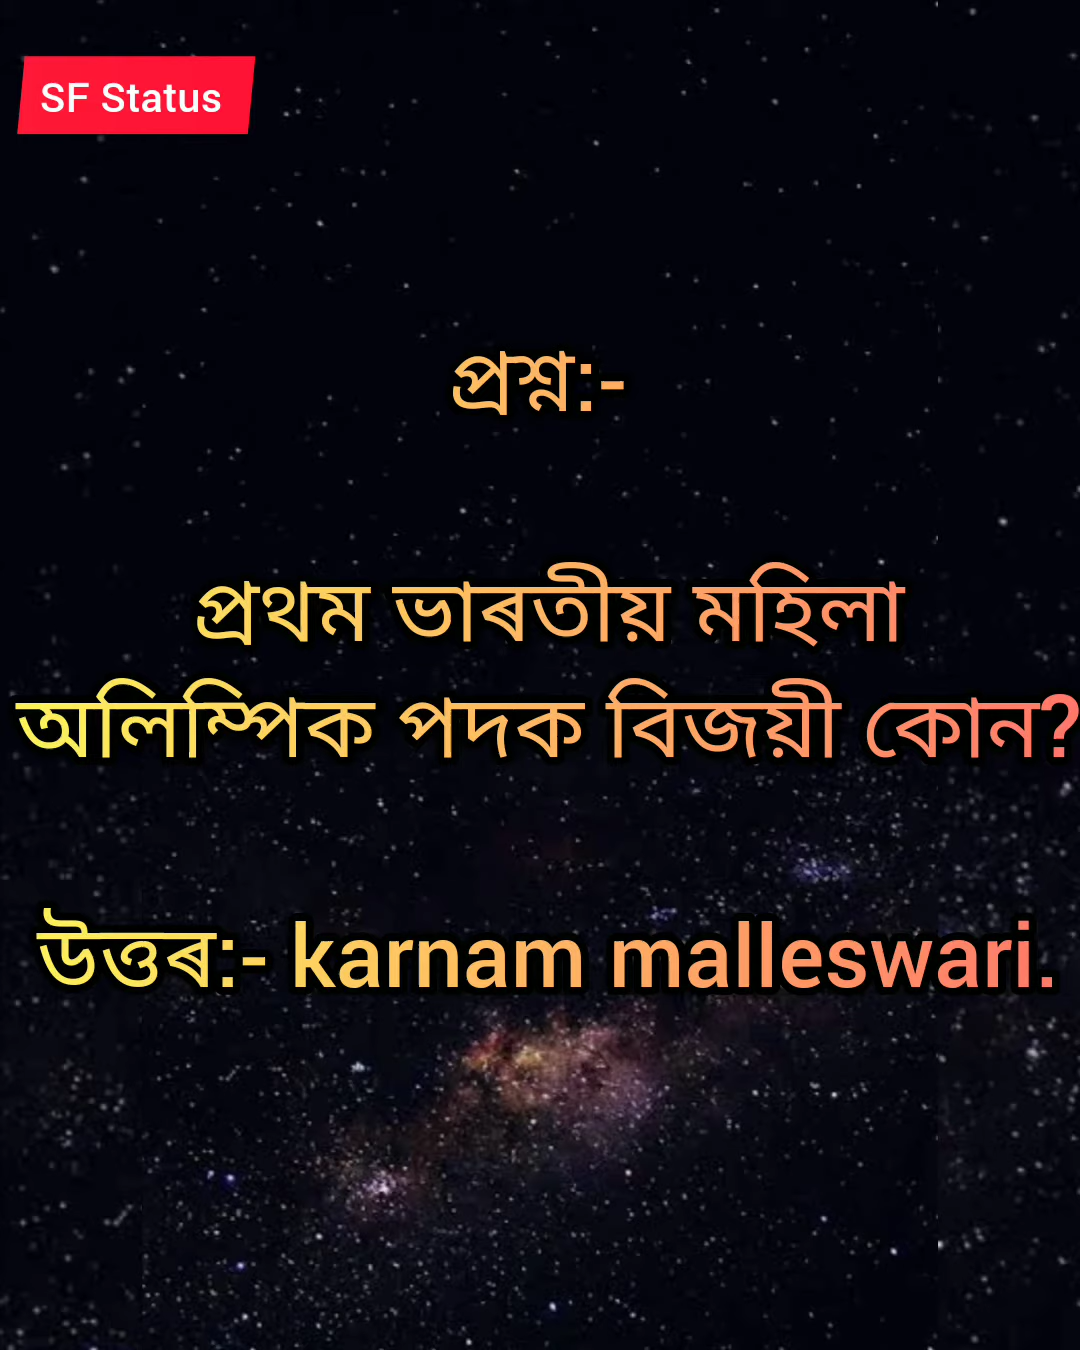 SF Status
প্ৰশ্ন:-
প্ৰথম ভাৰতীয় মহিলা
অলিম্পিক পদক বিজয়ী কোন?
উত্তৰ:- karnam malleswari.